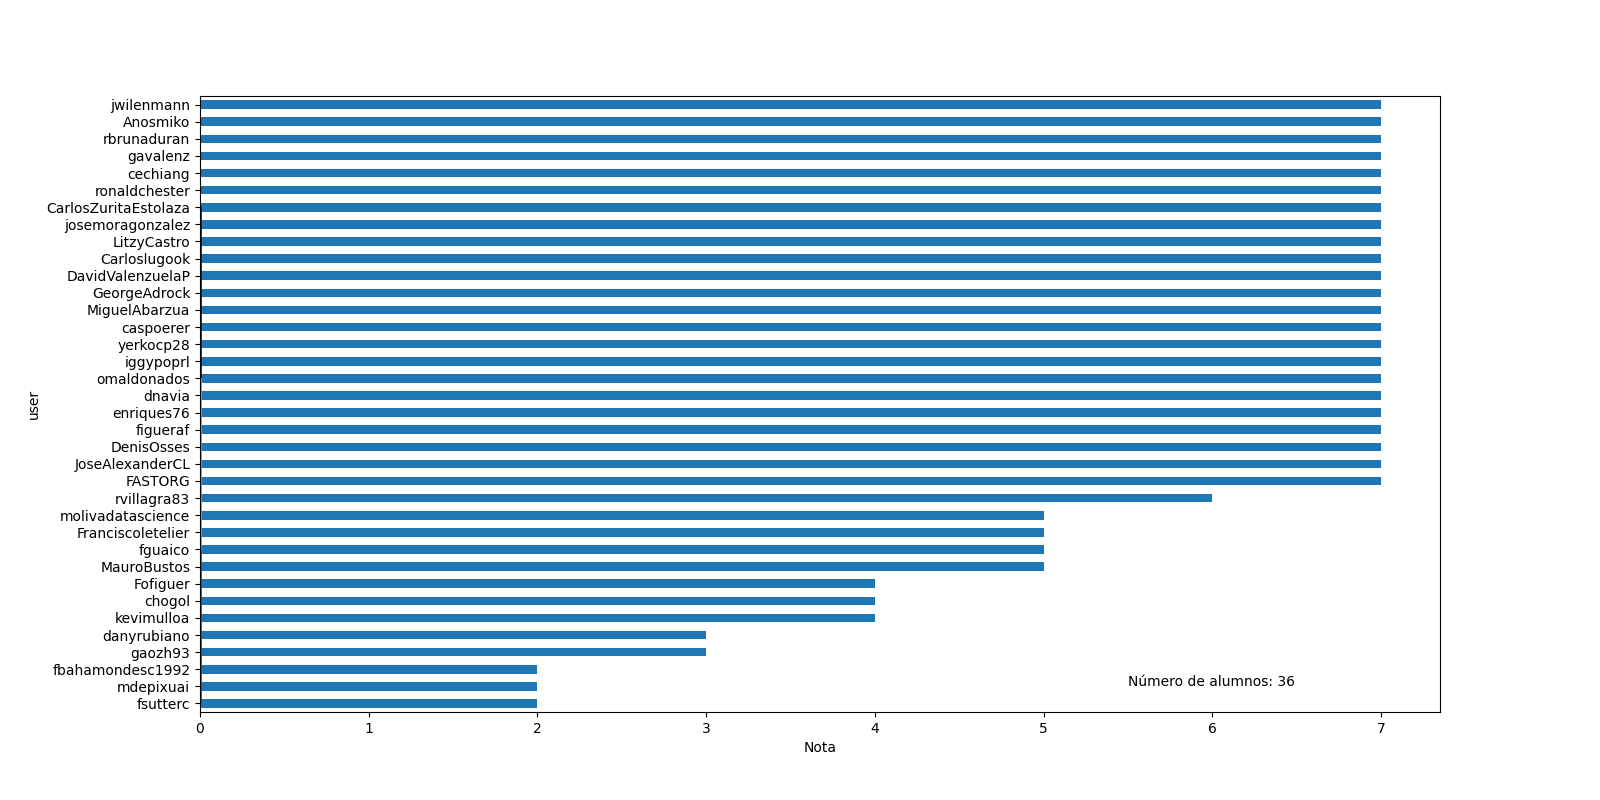 jwilenmann
Anosmiko
rbrunaduran
gavalenz
cechiang
ronaldchester
CarlosZuritaEstolaza
josemoragonzalez
LitzyCastro
Carloslugook
DavidValenzuelaP
GeorgeAdrock
MiguelAbarzua
caspoerer
yerkocp28
iggypoprl
omaldonados
dnavia
enriques76
figueraf
DenisOsses
JoseAlexanderCL
FASTORG
rvillagra83
molivadatascience
Franciscoletelier
fguaico
MauroBustos
Fofiguer
chogol
kevimulloa
danyrubiano
gaozh93
fbahamondesc1992
mdepixuai
fsutterc
user
Número de alumnos: 36
0 1 2 3 4 5 6 7
Nota